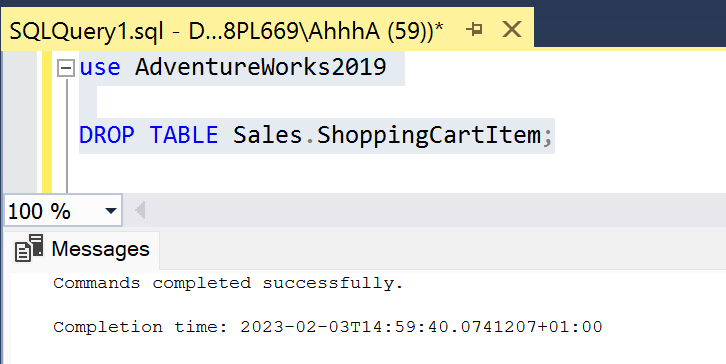 SQLQuery1.sql - D...8PL669\AhhhA (59))*
use AdventureWorks2019
DROP TABLE Sales.ShoppingCartItem;
100 %
Messages
Commands completed successfully.
Completion time: 2023-02-03T14:59:40.0741207+01:00